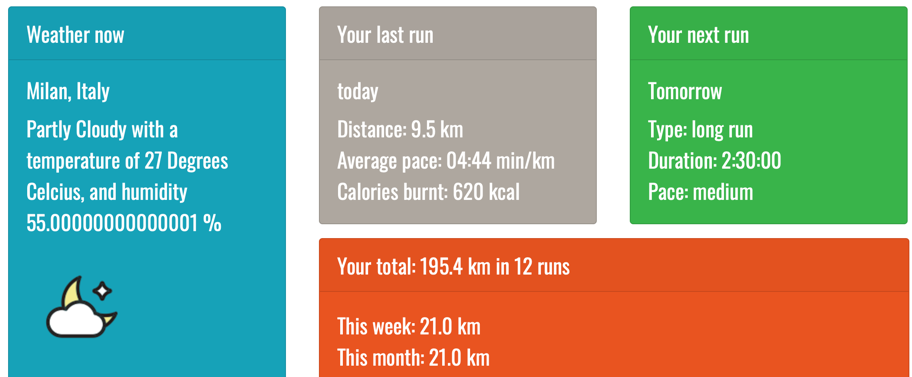 Weather now
Milan, Italy
Partly Cloudy with a
temperature of 27 Degrees
Celcius, and humidity
55.00000000000001 %
Your last run
today
Distance: 9.5 km
Average pace: 04:44 min/km
Calories burnt: 620 kcal
Your next run
Tomorrow
Type: long run
Duration: 2:30:00
Pace: medium
Your total: 195.4 km in 12 runs
This week: 21.0 km
This month: 21.0 km